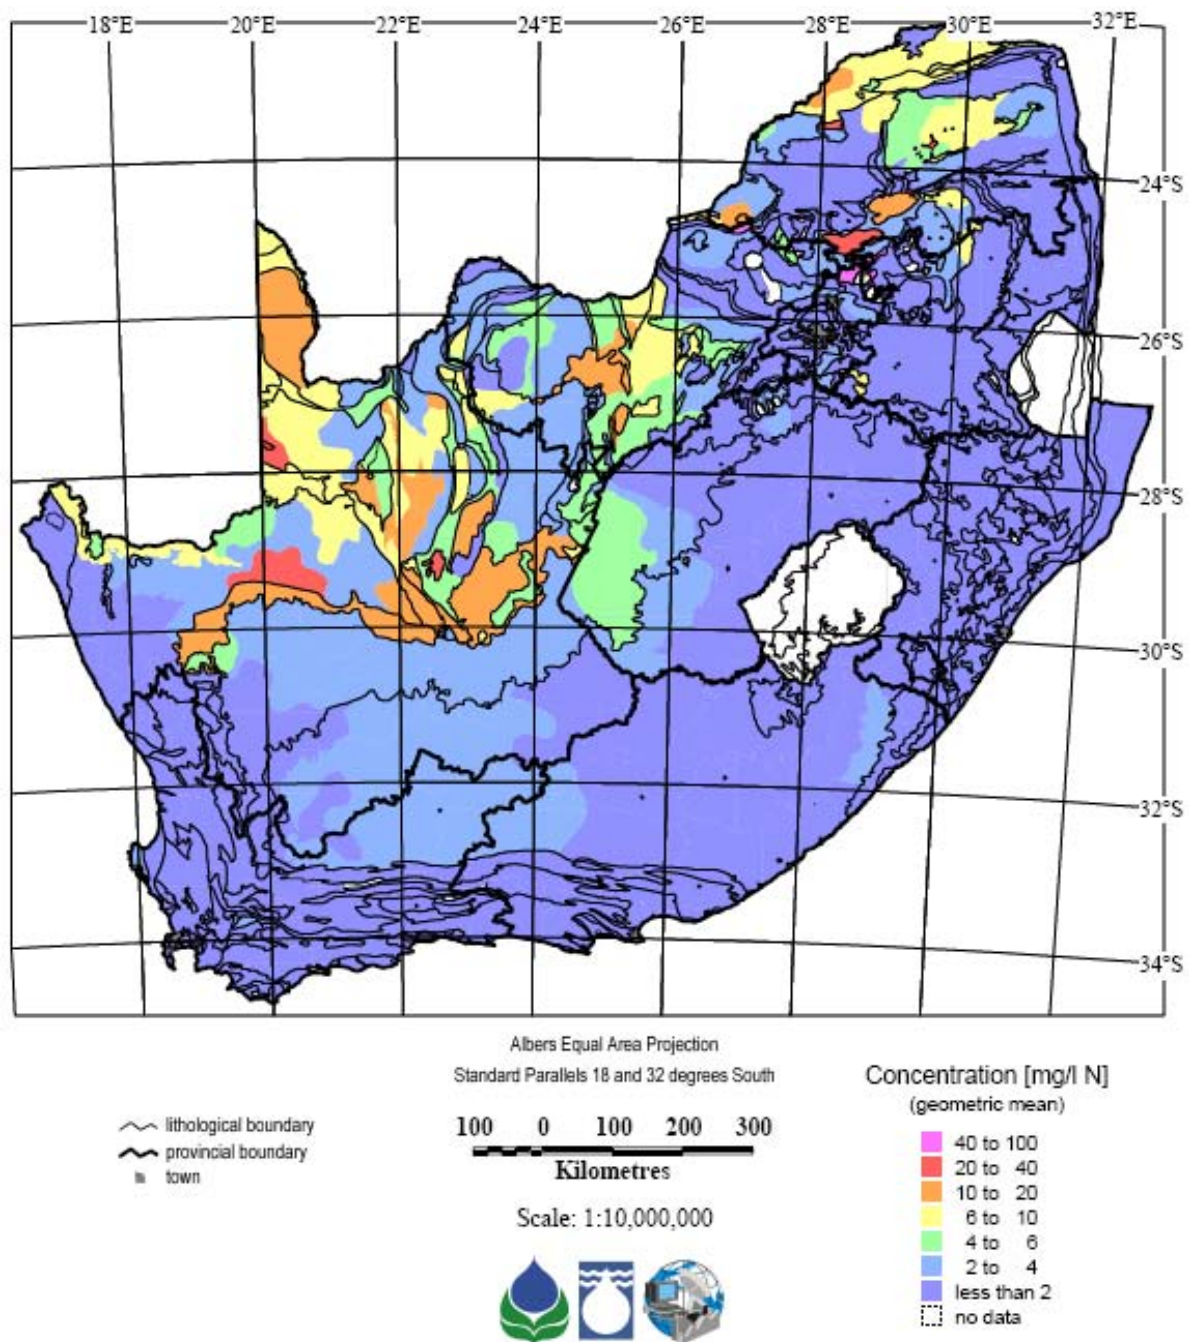 18°E 20°E 22°E 24°E 26°E 28°E 30°E 32°E
24°S
26°S
28°S
30°S
32°S
34°S
Albers Equal Area Projection
Standard Parallels 18 and 32 degrees South
lithological boundary
provincial boundary
town
100 0 100 200 300
Kilometres
Scale: 1:10,000,000
Concentration [mg/l N]
(geometric mean)
40 to 100
20 to 40
10 to 20
6 to 10
4 to 6
2 to 4
less than 2
no data